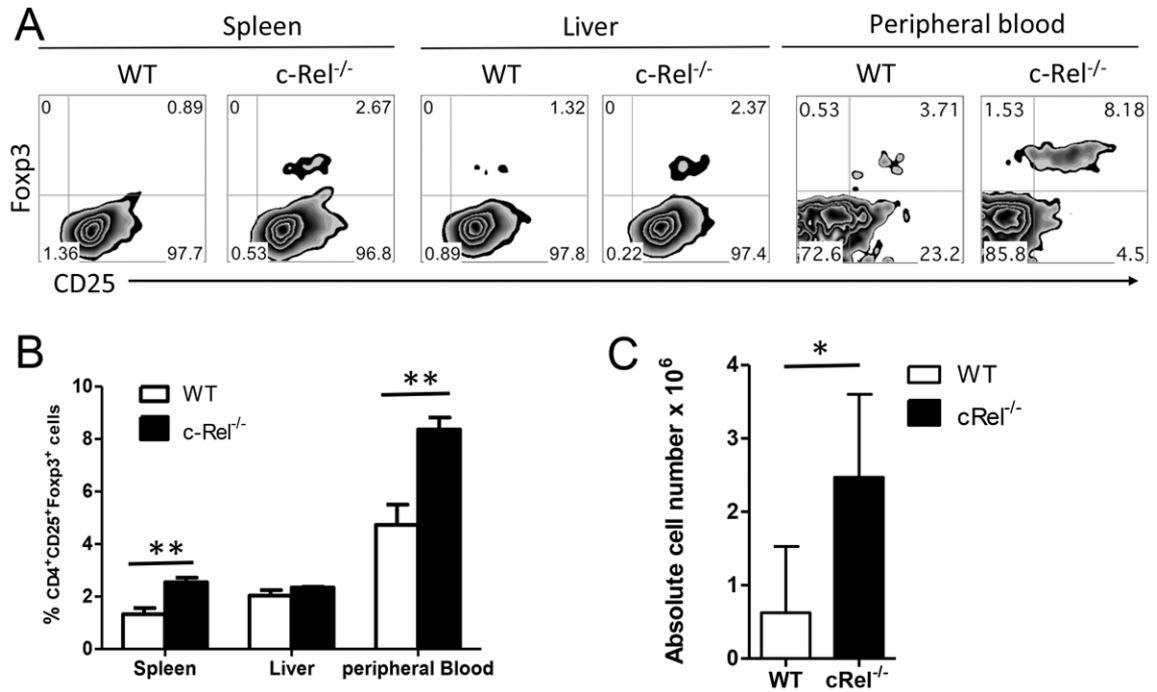 A
Spleen Liver Peripheral blood
WT c-Rel-/- WT c-Rel-/- WT c-Rel-/-
0 0.89 0 2.67 0 1.32 0 2.37 0.53 3.71 1.53 8.18
Foxp3
1.36 97.7 0.53 96.8 0.89 97.8 0.22 97.4 72.6 23.2 85.8 4.5
CD25
B
% CD4+CD25+Foxp3+ cells
10
8
6
4
2
0
WT
c-Rel-/-
**
**
Spleen Liver peripheral Blood
C
Absolute cell number x 10^6
4
3
2
1
0
*
WT
cRel-/-
WT cRel-/-